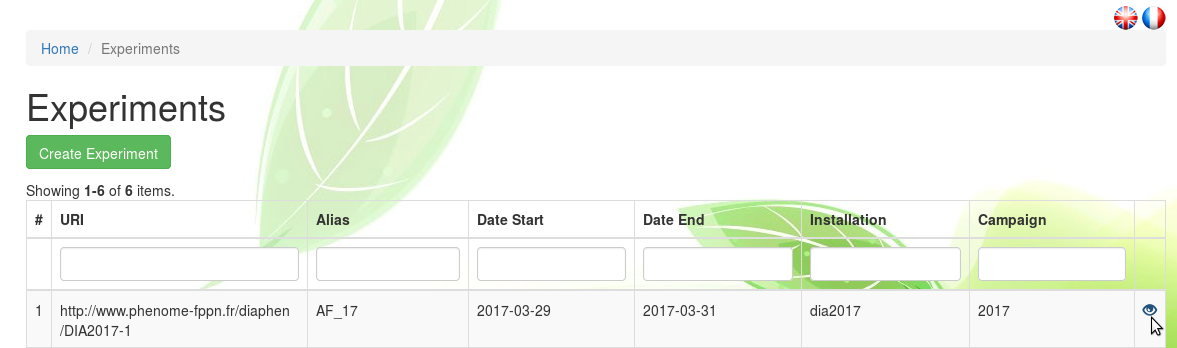 Home / Experiments
Experiments
Create Experiment
Showing 1-6 of 6 items.
# URI Alias Date Start Date End Installation Campaign
1 http://www.phenome-fppn.fr/diaphen AF_17 2017-03-29 2017-03-31 dia2017 2017
/DIA2017-1